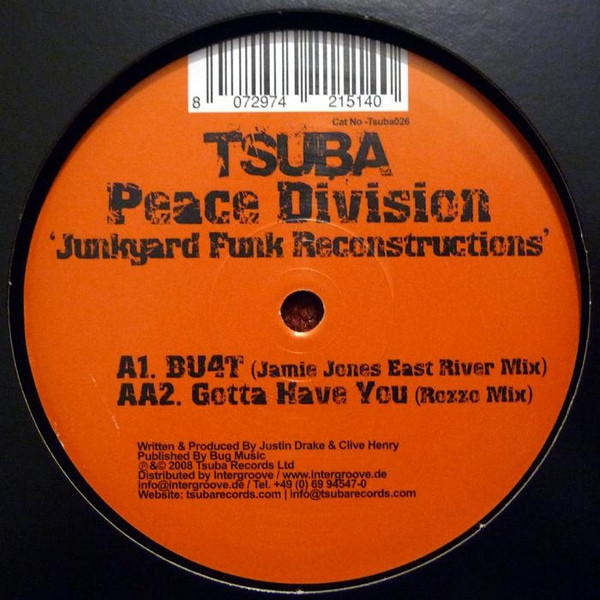 8 072974 215140
Cat No -Tsuba026
TSUBA
Peace Division
'Junkyard Funk Reconstructions'
A1. BU4T (Jamie Jones East River Mix)
AA2. Gotta Have You (Rozzo Mix)
Written & Produced By Justin Drake & Clive Henry
Published By Bug Music
℗&© 2008 Tsuba Records Ltd
Distributed by Intergroove / www.intergroove.de
info@intergroove.de / Tel. +49 (0) 69 94547-0
Website: tsubarecords.com | info@tsubarecords.com